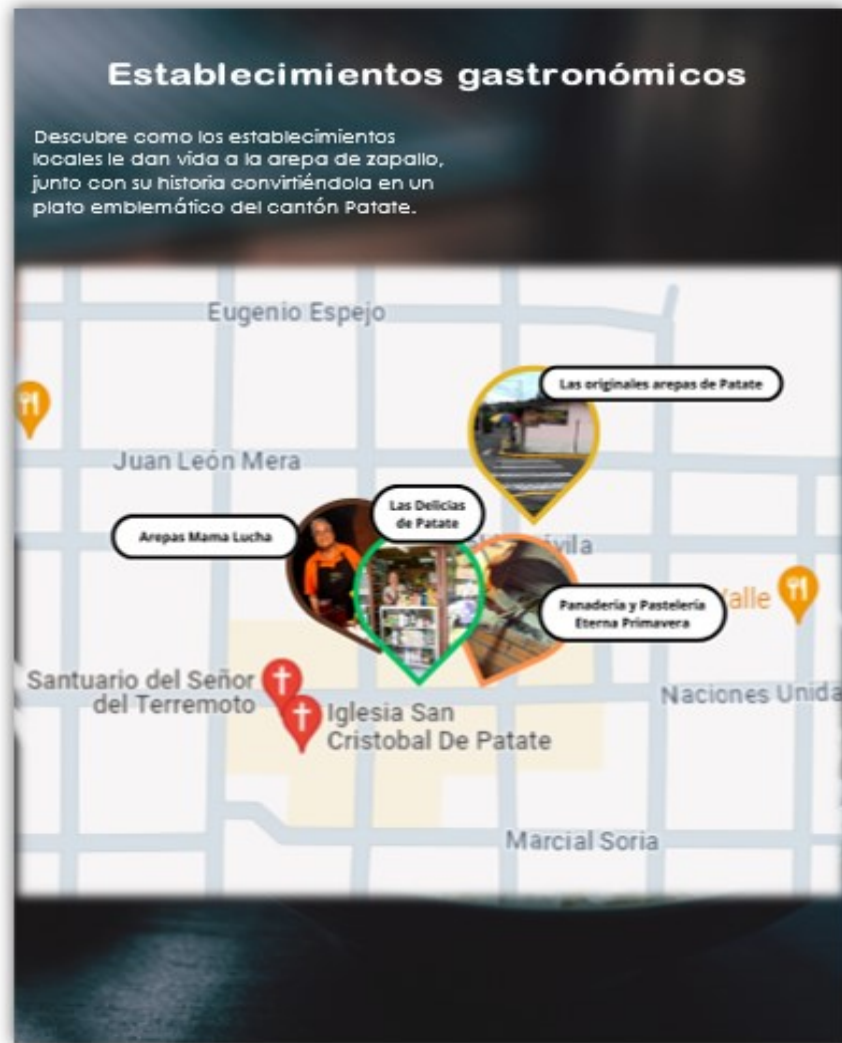 Establecimientos gastronómicos
Descubre como los establecimientos
locales le dan vida a la arepa de zapallo,
junto con su historia convirtiéndola en un
plato emblemático del cantón Patate.
Eugenio Espejo
Las originales arepas de Patate
Juan León Mera
Las Delicias
de Patate
Arepas Mama Lucha
Panadería y Pastelería
Eterna Primavera
Santuario del Señor
del Terremoto
Naciones Unida
Iglesia San
Cristobal De Patate
Marcial Soria